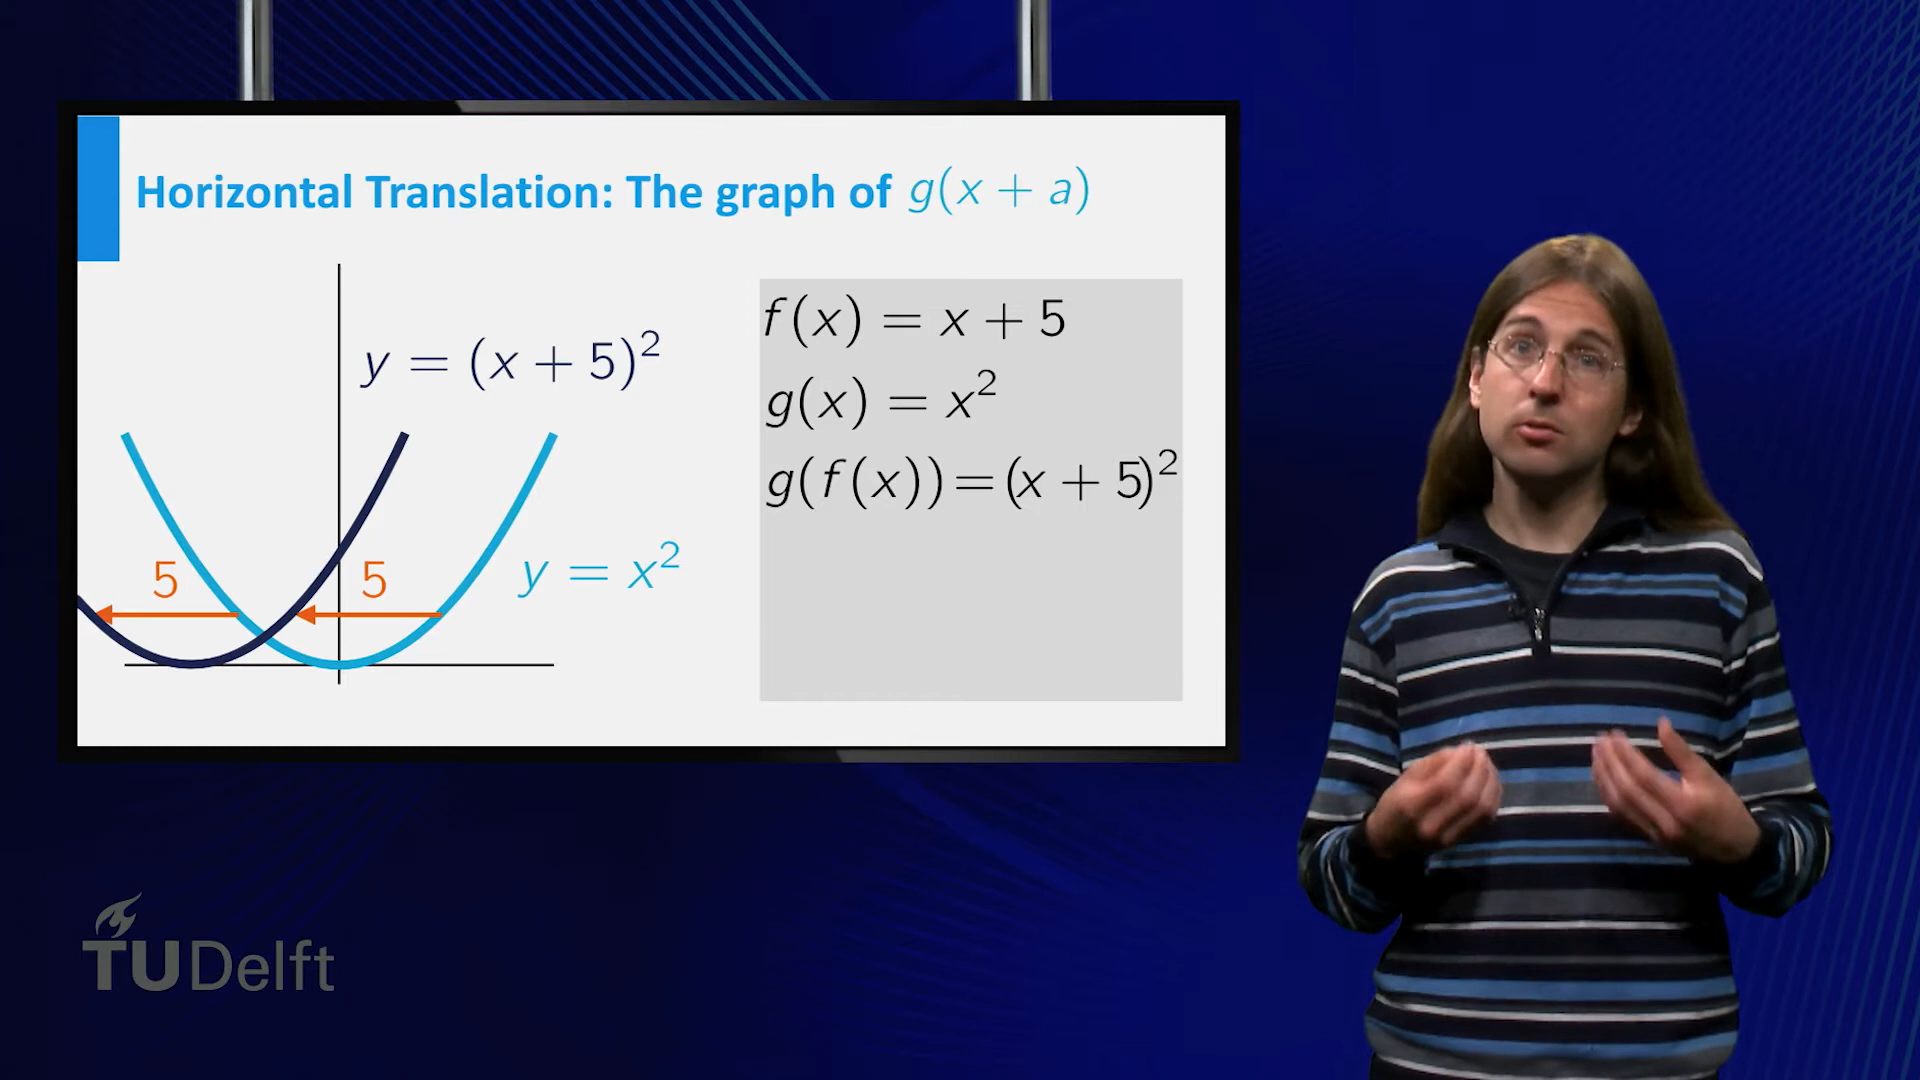 Horizontal Translation: The graph of g(x + a)
y = (x + 5)²
5
5
y = x²
f(x) = x + 5
g(x) = x²
g(f(x)) = (x + 5)²
TUDelft